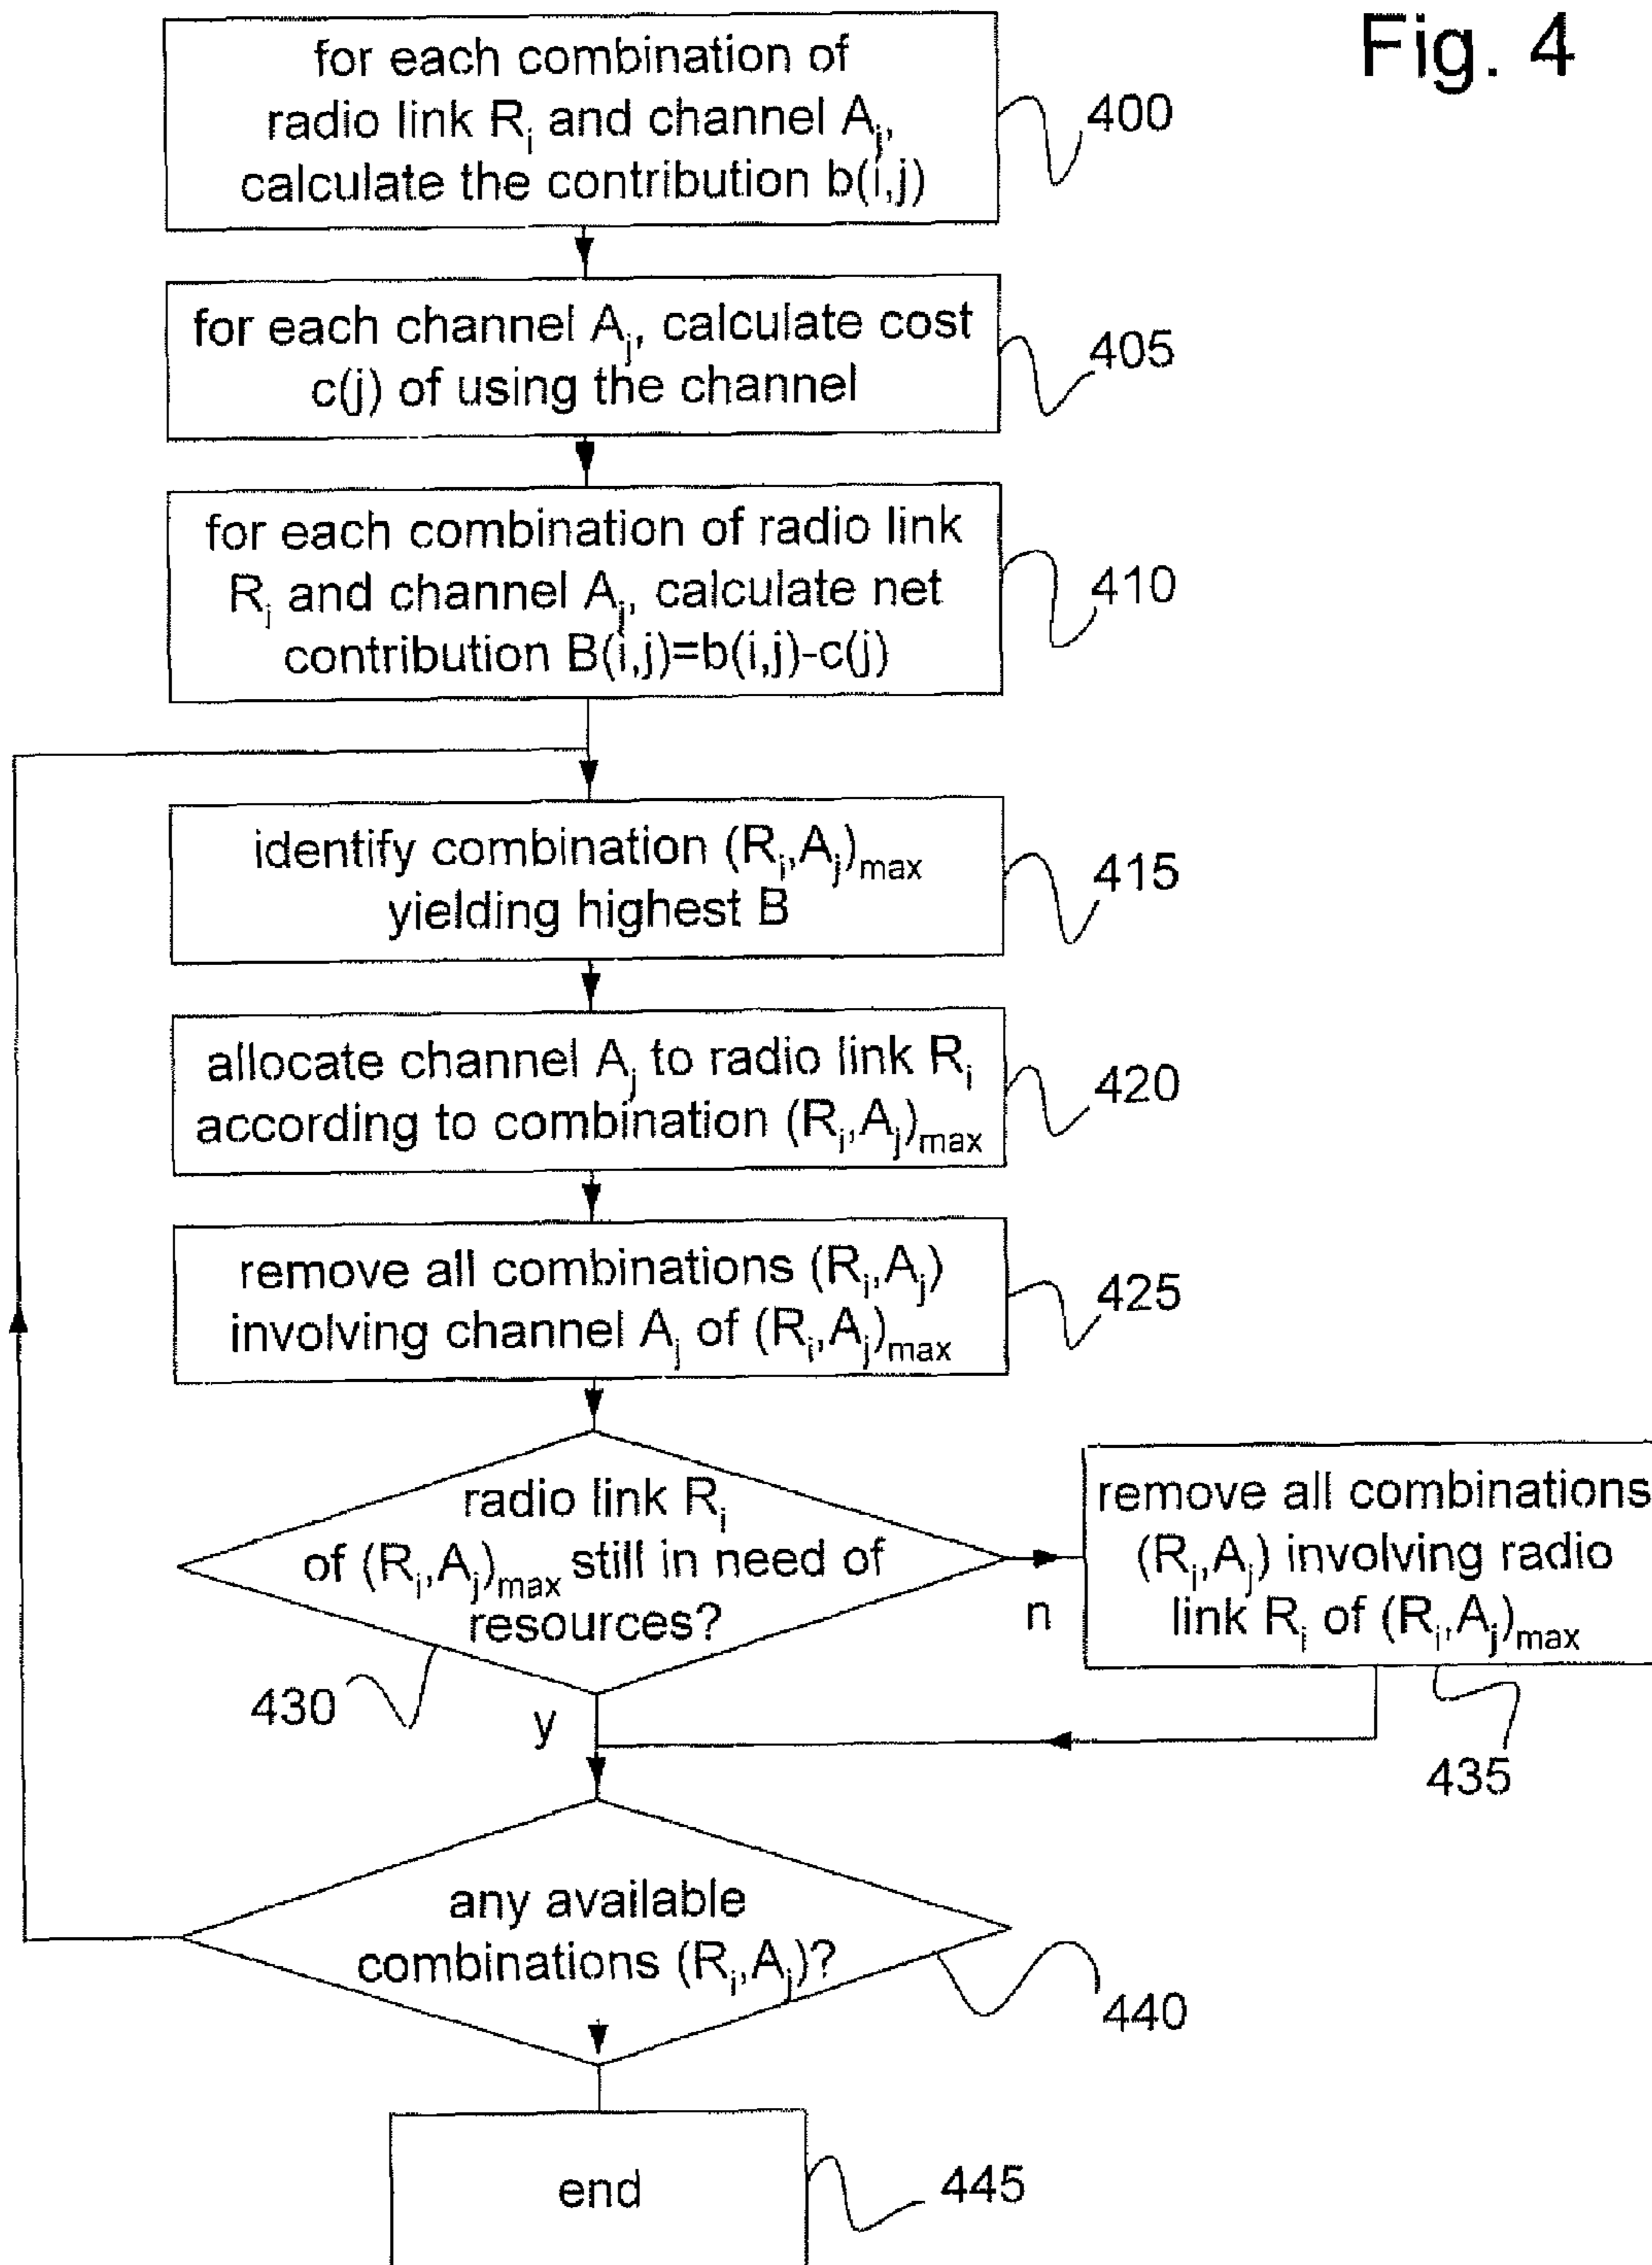 Fig. 4
for each combination of
radio link Ri and channel Aj,
calculate the contribution b(i,j)
400
for each channel Aj, calculate cost
c(j) of using the channel
405
for each combination of radio link
Ri and channel Aj, calculate net
contribution B(i,j)=b(i,j)-c(j)
410
identify combination (Ri,Aj)max
yielding highest B
415
allocate channel Aj to radio link Ri
according to combination (Ri,Aj)max
420
remove all combinations (Ri,Aj)
involving channel Aj of (Ri,Aj)max
425
radio link Ri
of (Ri,Aj)max still in need of
resources?
430
n
y
remove all combinations
(Ri,Aj) involving radio
link Ri of (Ri,Aj)max
435
any available
combinations (Ri,Aj)?
440
end
445